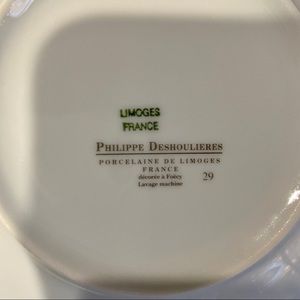 LIMOGES
FRANCE
PHILIPPE DESHOULIERES
PORCELAINE DE LIMOGES
FRANCE
décorée à Foëcy
Lavage machine
29